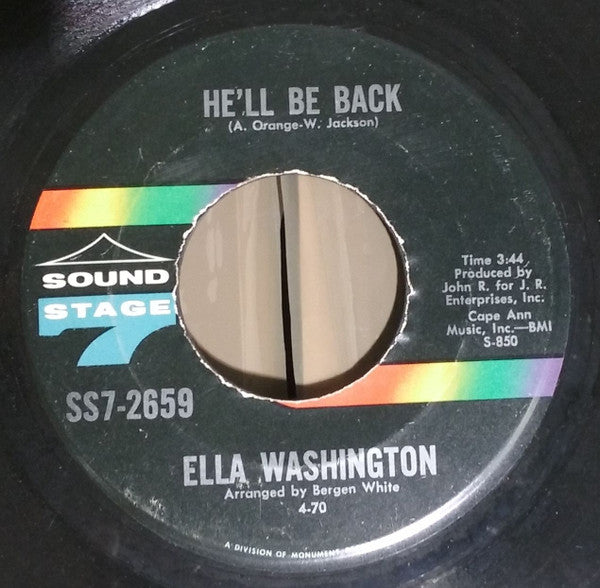 HE'LL BE BACK
(A. Orange-W. Jackson)
SOUND
STAGE
7
SS7-2659
Time 3:44
Produced by
John R. for J. R.
Enterprises, Inc.
Cape Ann
Music, Inc.—BMI
S-850
ELLA WASHINGTON
Arranged by Bergen White
4-70
A DIVISION OF MONUMENT